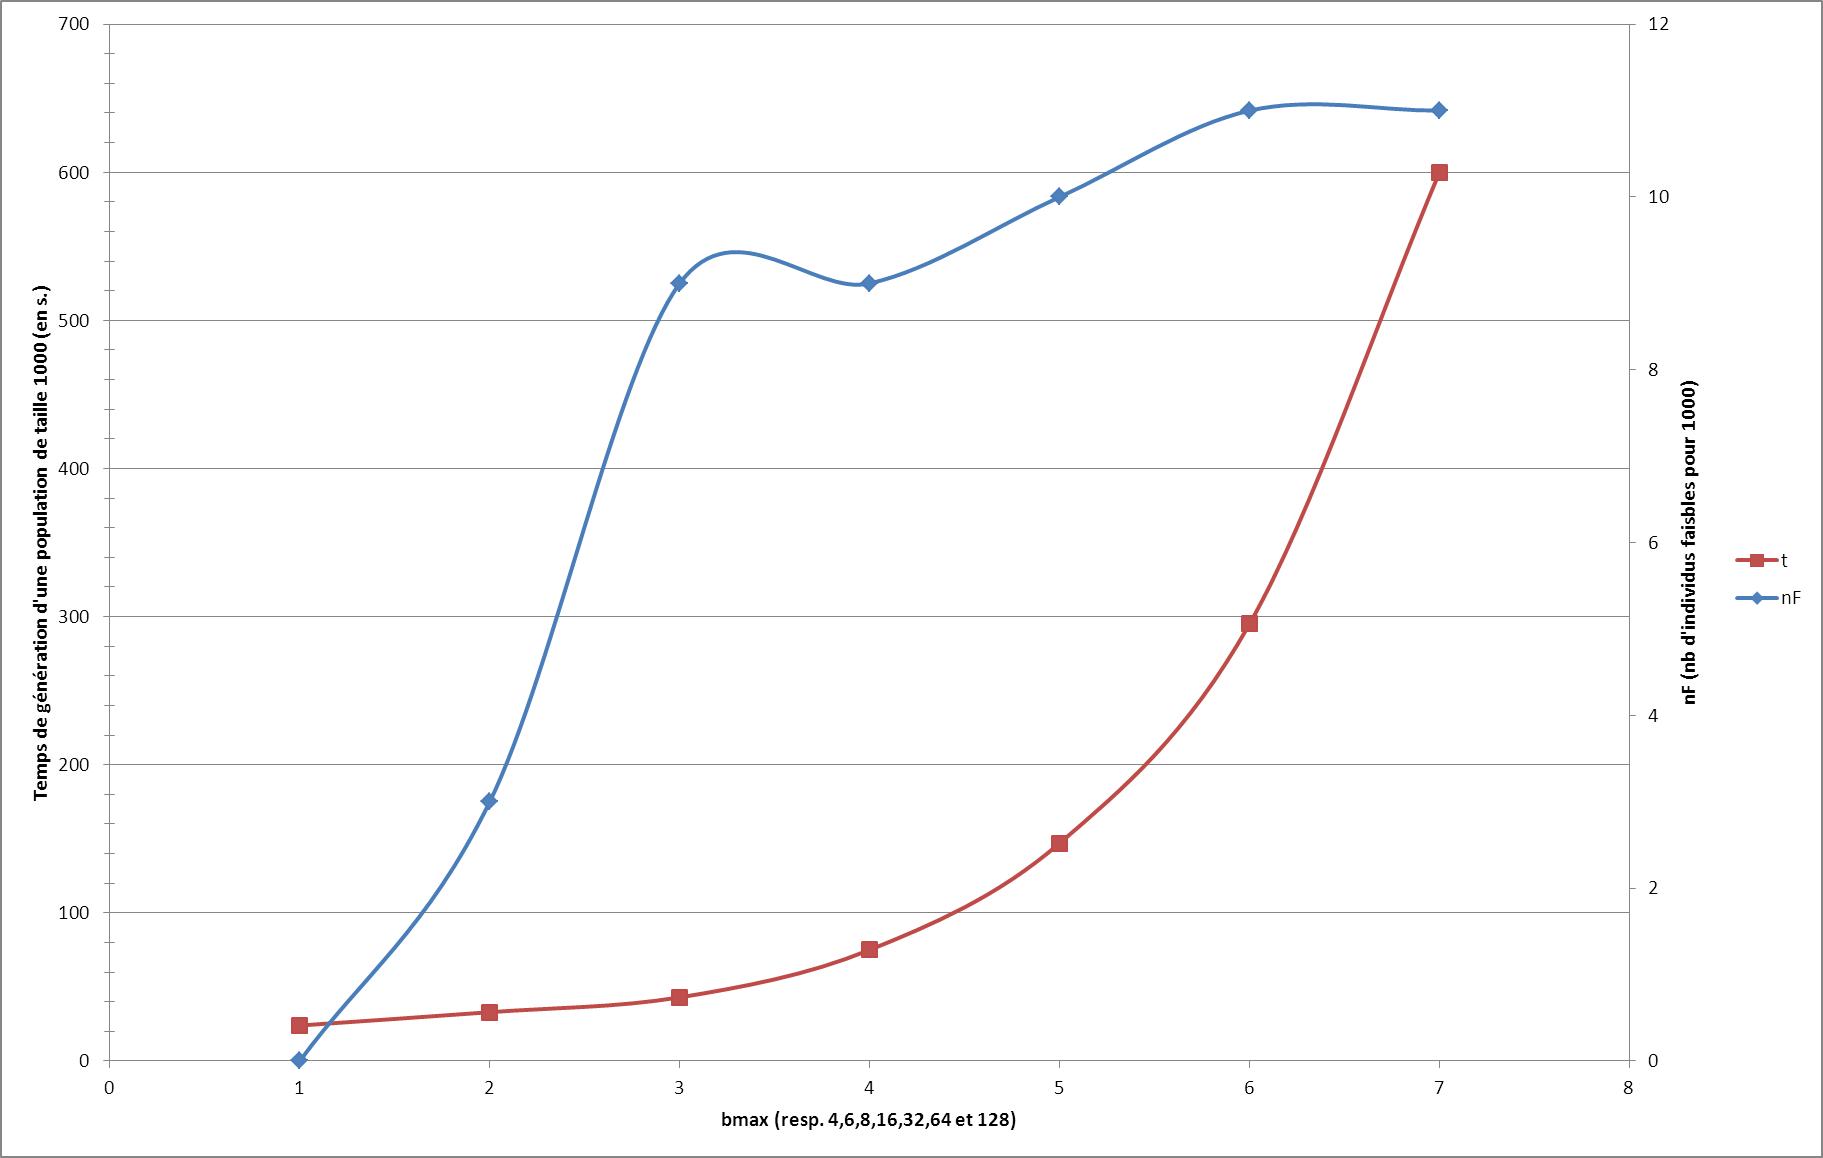 700
600
500
400
300
200
100
0
Temps de génération d'une population de taille 1000 (en s.)
0 1 2 3 4 5 6 7 8
bmax (resp. 4,6,8,16,32,64 et 128)
12
10
8
6
4
2
0
nF (nb d'individus faisbles pour 1000)
t
nF